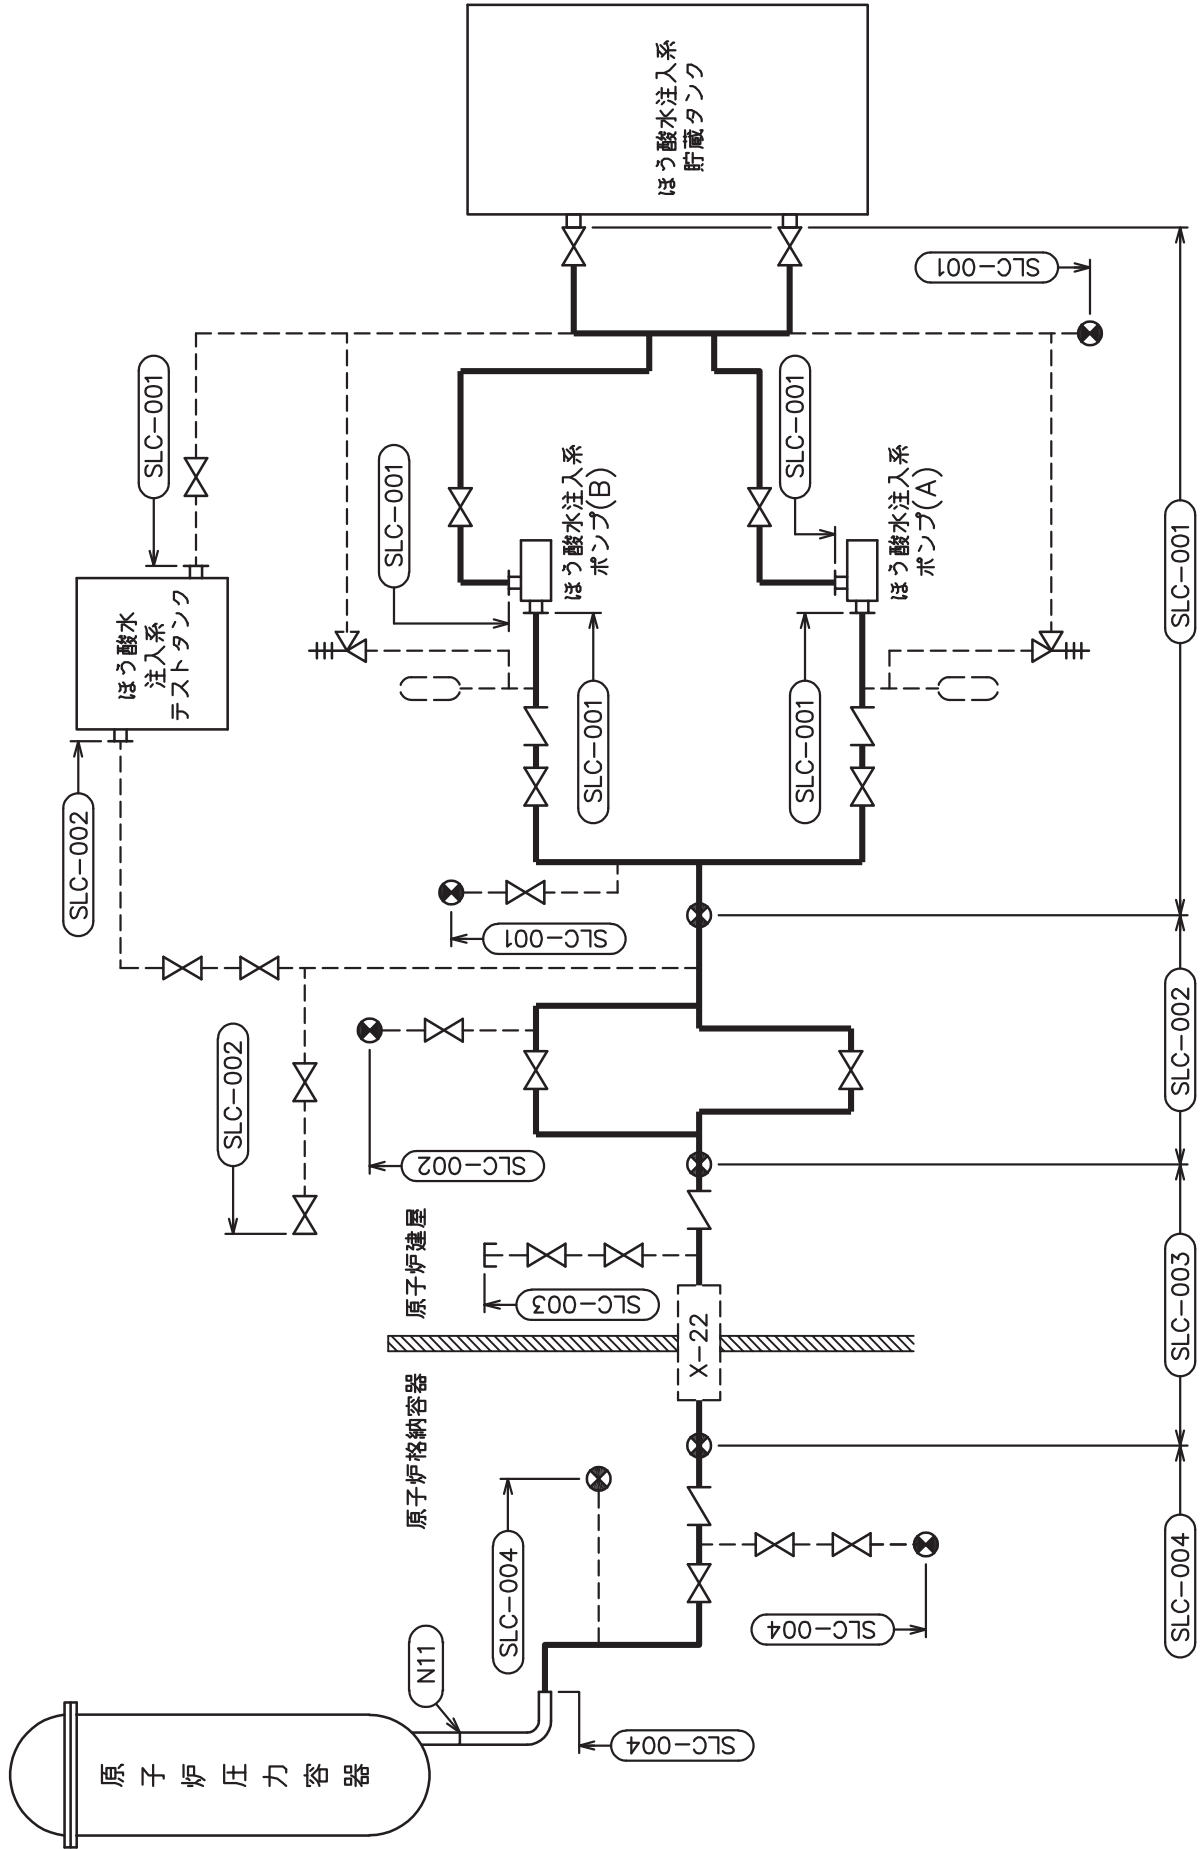 ほう酸水注入系
貯蔵タンク
SLC-001
SLC-001
SLC-001
SLC-001
ほう酸水注入系
ポンプ(B)
ほう酸水注入系
ポンプ(A)
ほう酸水
注入系
テストタンク
SLC-001
SLC-001
SLC-001
SLC-002
SLC-001
SLC-002
SLC-002
SLC-002
原子炉建屋
SLC-003
SLC-003
X-22
原子炉格納容器
SLC-004
SLC-004
SLC-004
N11
SLC-004
原子炉圧力容器